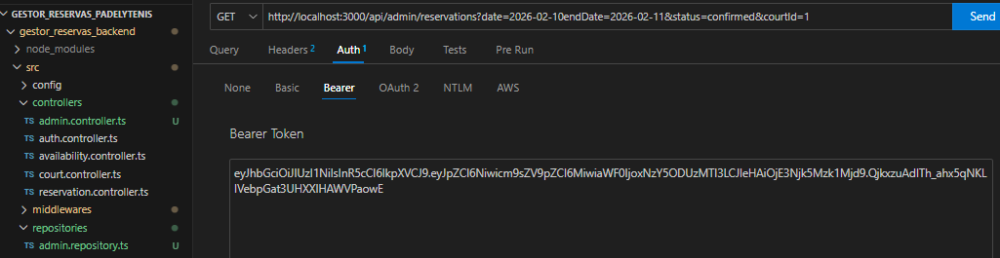 GESTOR_RESERVAS_PADELYTENIS
gestor_reservas_backend
node_modules
src
config
controllers
TS admin.controller.ts U
TS auth.controller.ts
TS availability.controller.ts
TS court.controller.ts
TS reservation.controller.ts
middlewares
repositories
TS admin.repository.ts U
GET http://localhost:3000/api/admin/reservations?date=2026-02-10endDate=2026-02-11&status=confirmed&courtId=1 Send
Query Headers 2 Auth 1 Body Tests Pre Run
None Basic Bearer OAuth 2 NTLM AWS
Bearer Token